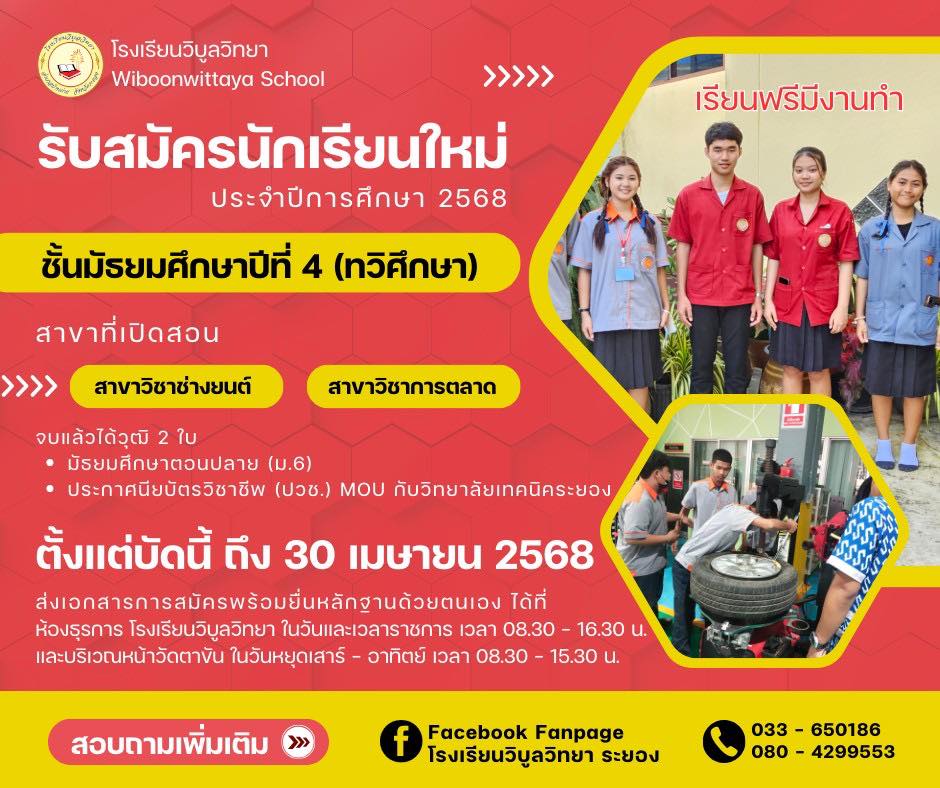 โรงเรียนวิบูลวิทยา
Wiboonwittaya School
เรียนฟรีมีงานทำ
รับสมัครนักเรียนใหม่
ประจำปีการศึกษา 2568
ชั้นมัธยมศึกษาปีที่ 4 (ทวิศึกษา)
สาขาที่เปิดสอน
สาขาวิชาช่างยนต์
สาขาวิชาการตลาด
จบแล้วได้วุฒิ 2 ใบ
• มัธยมศึกษาตอนปลาย (ม.6)
• ประกาศนียบัตรวิชาชีพ (ปวช.) MOU กับวิทยาลัยเทคนิคระยอง
ตั้งแต่บัดนี้ ถึง 30 เมษายน 2568
ส่งเอกสารการสมัครพร้อมยื่นหลักฐานด้วยตนเอง ได้ที่
ห้องธุรการ โรงเรียนวิบูลวิทยา ในวันและเวลาราชการ เวลา 08.30 - 16.30 น.
และบริเวณหน้าวัดตาขัน ในวันหยุดเสาร์ - อาทิตย์ เวลา 08.30 - 15.30 น.
สอบถามเพิ่มเติม
Facebook Fanpage
โรงเรียนวิบูลวิทยา ระยอง
033 - 650186
080 - 4299553